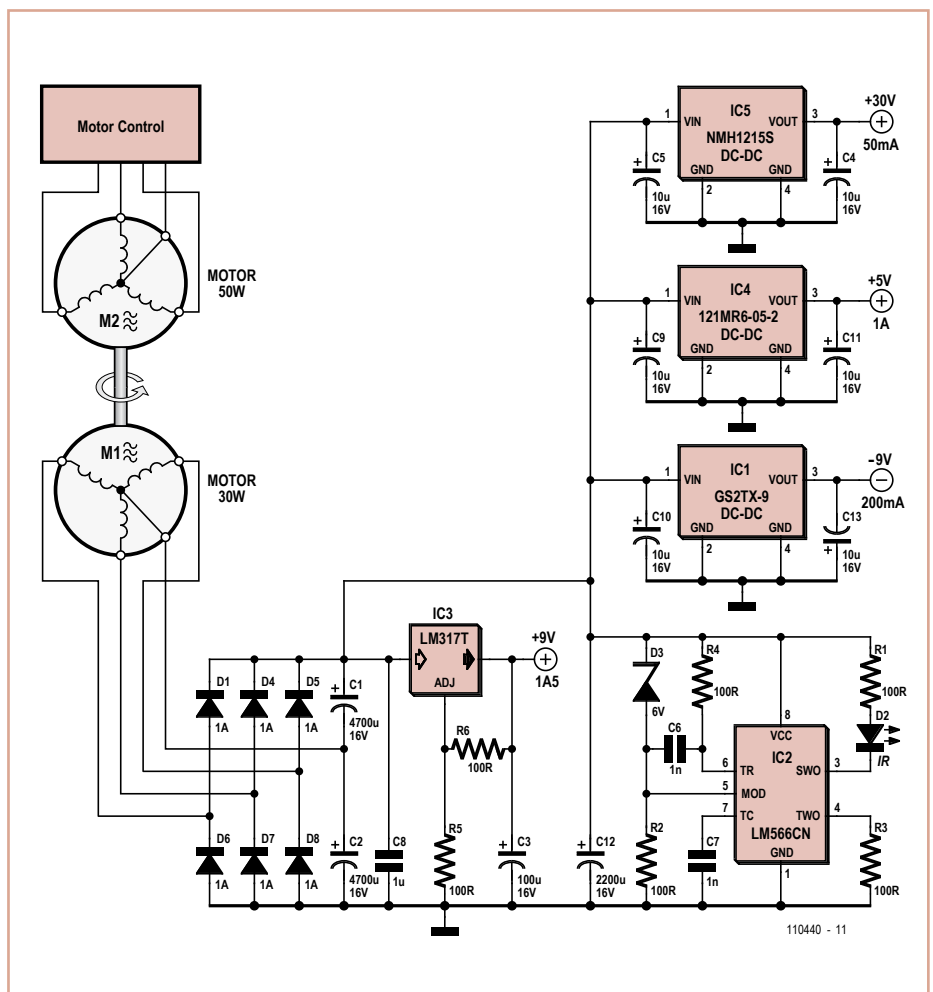 Motor Control
MOTOR
50W
M2
M1
MOTOR
30W
IC5
NMH1215S
DC-DC
1
VIN
VOUT
3
GND
GND
2
4
+
C5
10u
16V
+
C4
10u
16V
+30V
+
50mA
IC4
121MR6-05-2
DC-DC
1
VIN
VOUT
3
GND
GND
2
4
+
C9
10u
16V
+
C11
10u
16V
+5V
+
1A
IC1
GS2TX-9
DC-DC
1
VIN
VOUT
3
GND
GND
2
4
+
C10
10u
16V
C13
+
10u
16V
–9V
–
200mA
IC3
LM317T
ADJ
+9V
+
1A5
D1
1A
D4
1A
D5
1A
+
C1
4700u
16V
R6
100R
D6
1A
D7
1A
D8
1A
+
C2
4700u
16V
C8
1u
R5
100R
+
C3
100u
16V
+
C12
2200u
16V
D3
6V
R4
100R
C6
1n
R2
100R
C7
1n
R1
100R
D2
IR
8
VCC
IC2
6
TR
SWO
3
5
MOD
7
TC
TWO
4
LM566CN
GND
1
R3
100R
110440 - 11